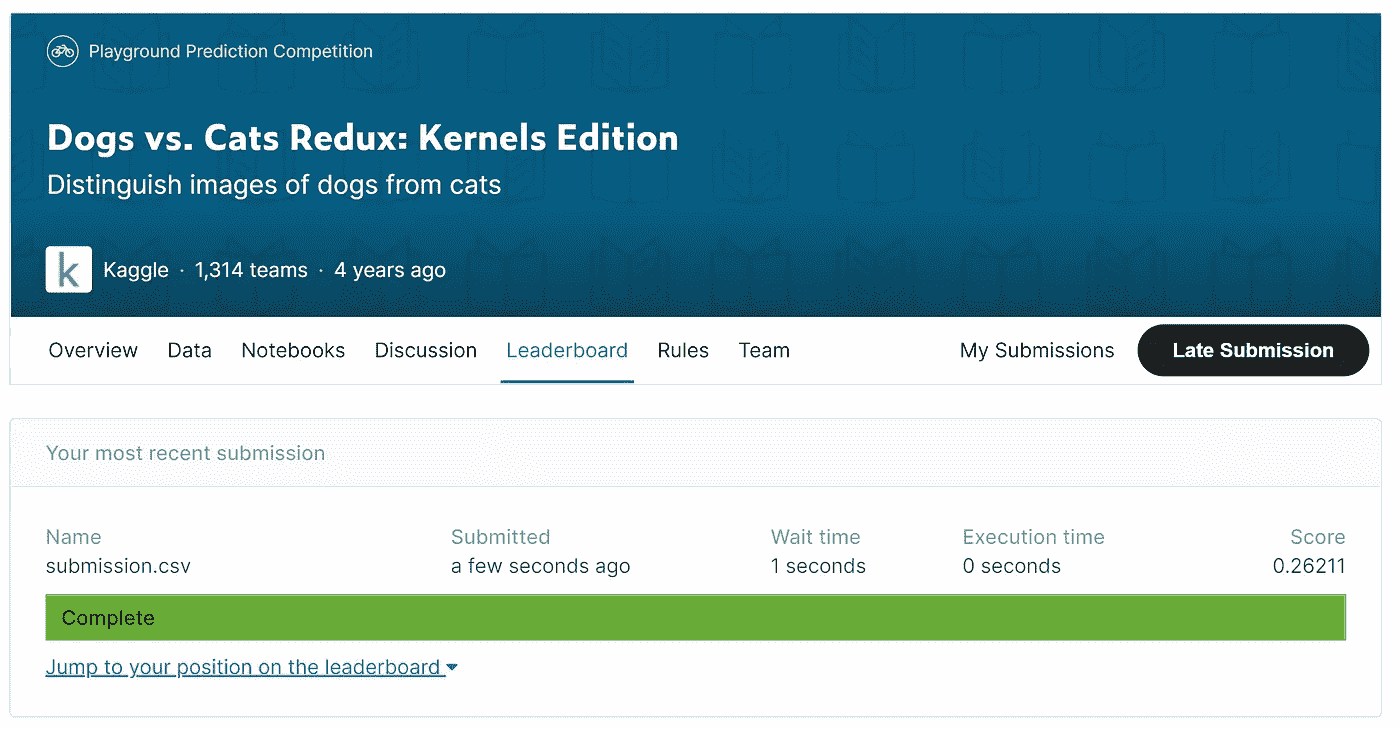 Playground Prediction Competition
Dogs vs. Cats Redux: Kernels Edition
Distinguish images of dogs from cats
k Kaggle · 1,314 teams · 4 years ago
Overview Data Notebooks Discussion Leaderboard Rules Team My Submissions Late Submission
Your most recent submission
Name Submitted Wait time Execution time Score
submission.csv a few seconds ago 1 seconds 0 seconds 0.26211
Complete
Jump to your position on the leaderboard